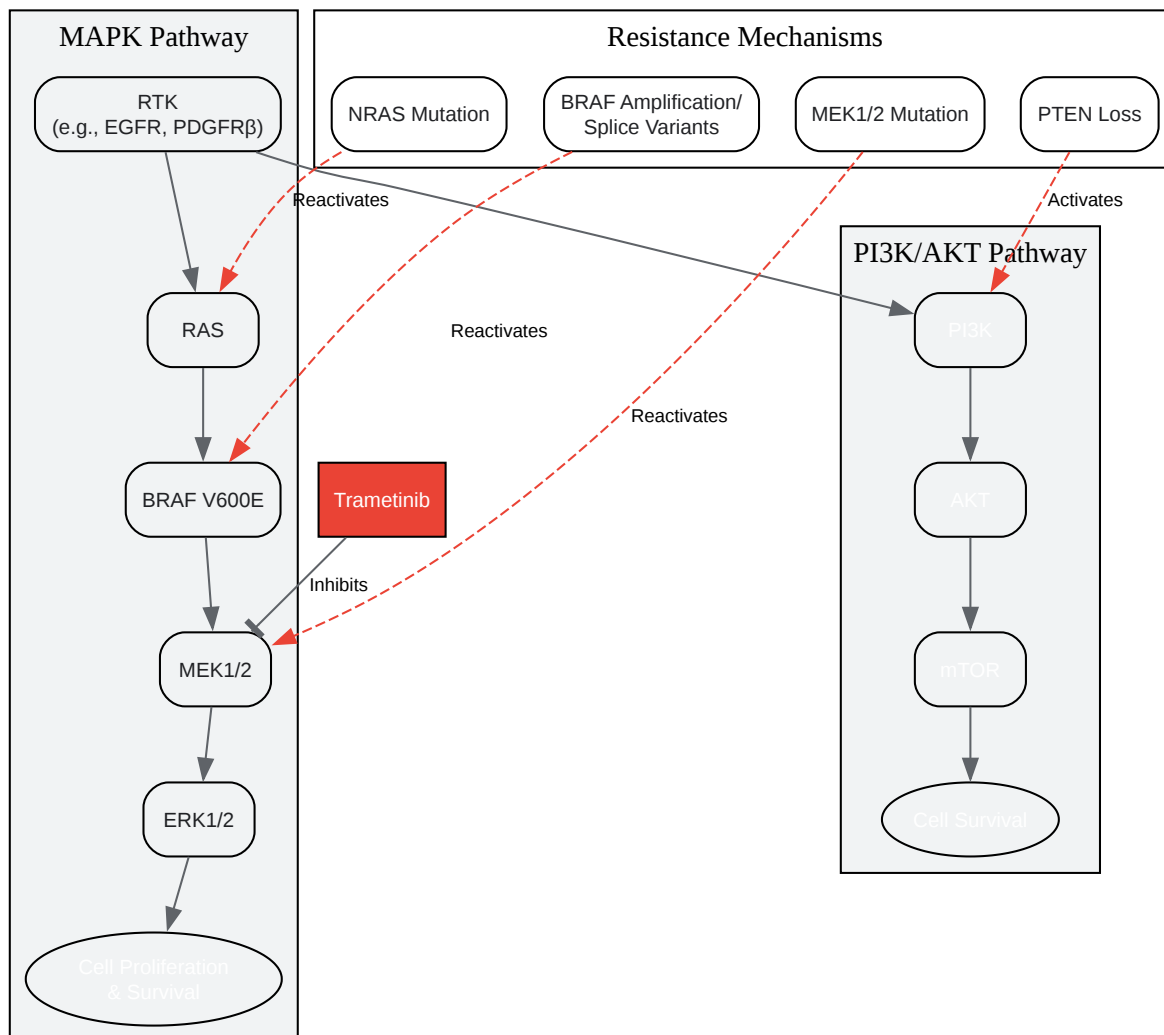 MAPK Pathway
Resistance Mechanisms
RTK
(e.g., EGFR, PDGFRβ)
NRAS Mutation
BRAF Amplification/
Splice Variants
MEK1/2 Mutation
PTEN Loss
Reactivates
Activates
PI3K/AKT Pathway
RAS
Reactivates
PI3K
Reactivates
BRAF V600E
Trametinib
AKT
Inhibits
MEK1/2
mTOR
ERK1/2
Cell Survival
Cell Proliferation
& Survival